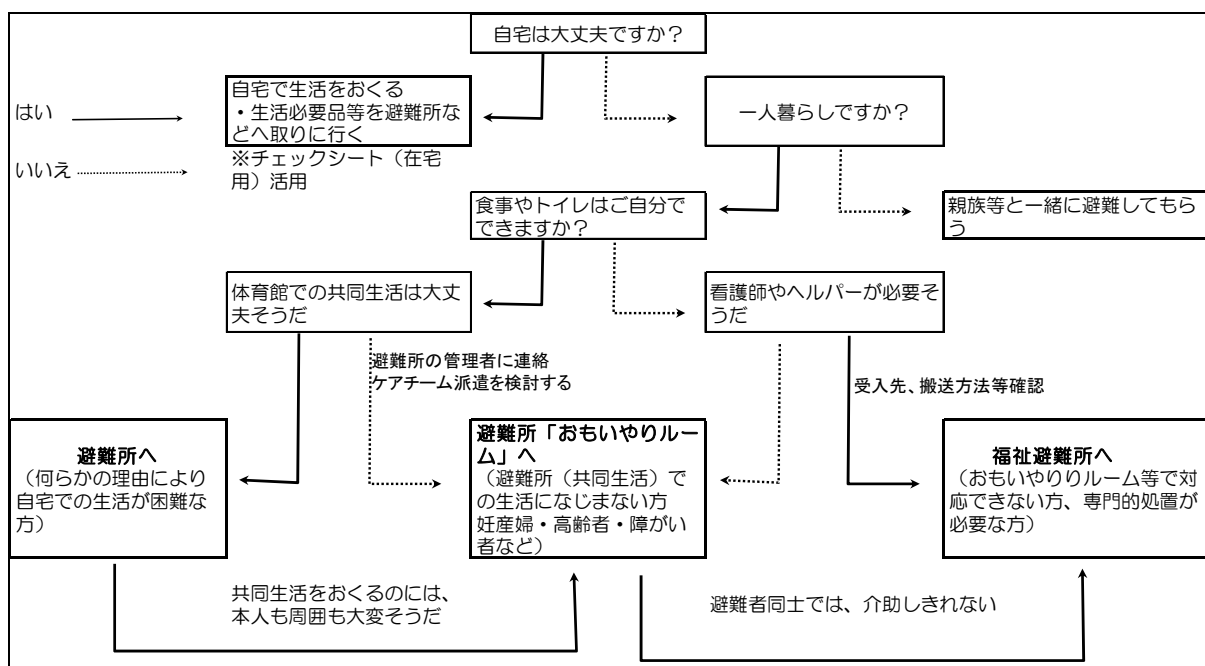 自宅は大丈夫ですか？
はい
自宅で生活をおくる
・生活必要品等を避難所な
どへ取りに行く
※チェックシート（在宅
用）活用
いいえ
一人暮らしですか？
食事やトイレはご自分で
できますか？
親族等と一緒に避難してもら
う
体育館での共同生活は大丈
夫そうだ
看護師やヘルパーが必要そ
うだ
避難所の管理者に連絡
ケアチーム派遣を検討する
受入先、搬送方法等確認
避難所へ
（何らかの理由により
自宅での生活が困難な
方）
避難所「おもいやりルー
ム」へ
（避難所（共同生活）で
の生活になじまない方
妊産婦・高齢者・障がい
者など）
福祉避難所へ
（おもいやりりルーム等で対
応できない方、専門的処置が
必要な方）
共同生活をおくるのには、
本人も周囲も大変そうだ
避難者同士では、介助しきれない